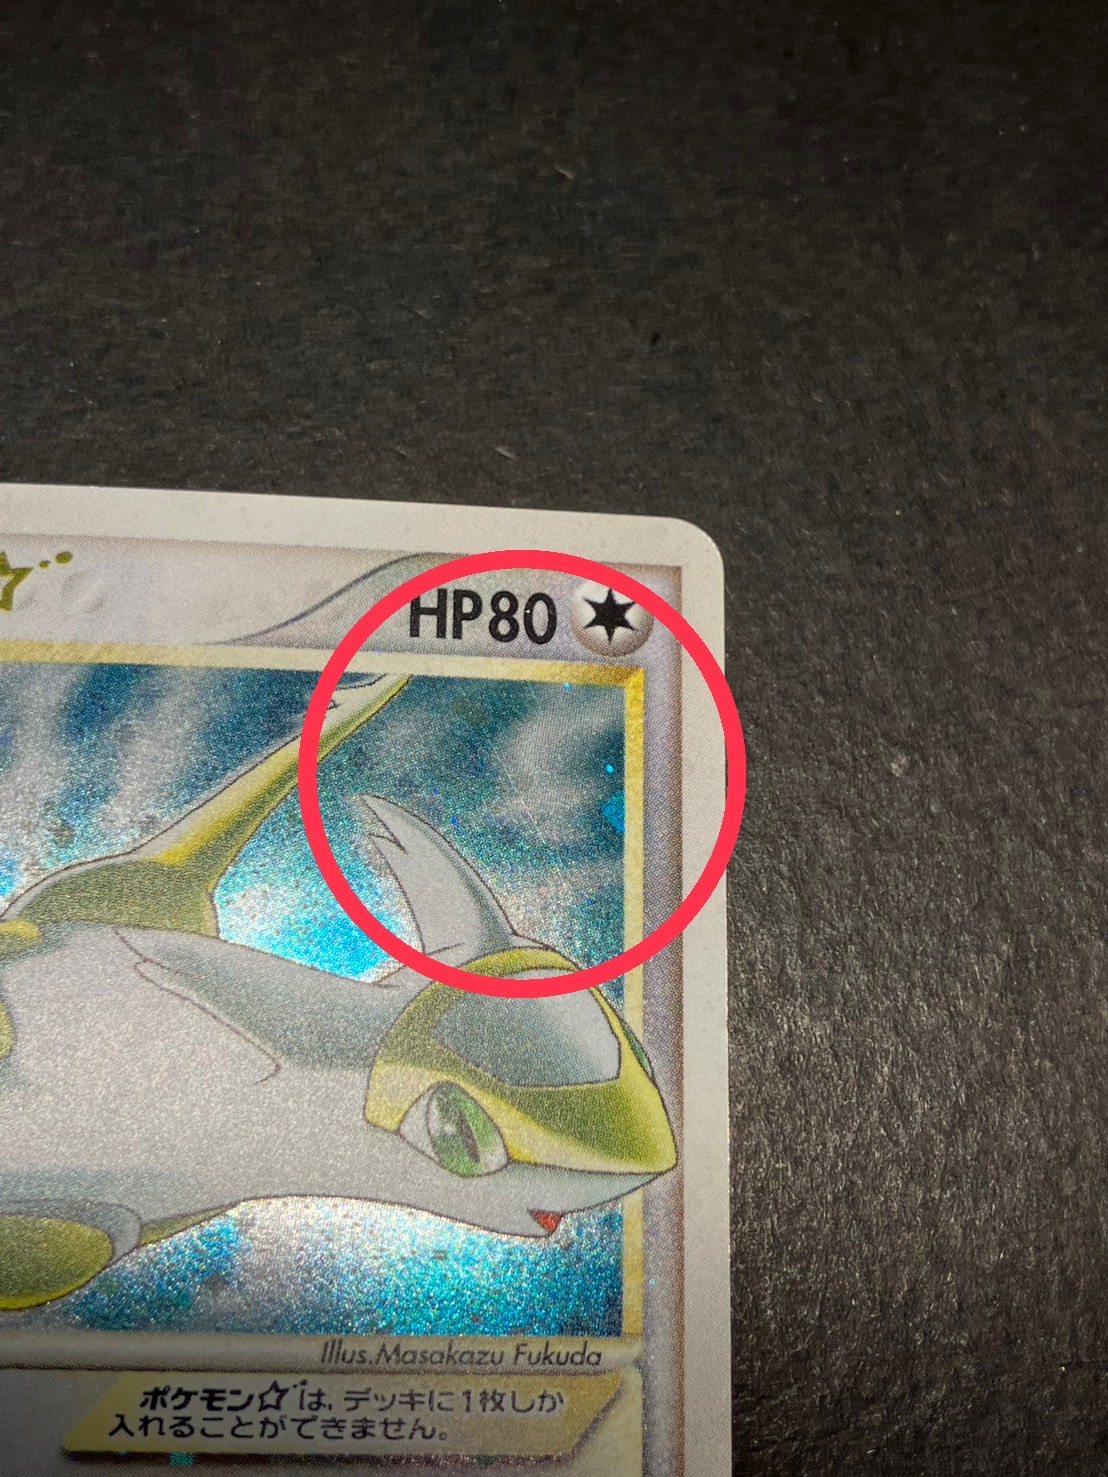 HP80
Illus.Masakazu Fukuda
ポケモン☆は、デッキに1枚しか
入れることができません。